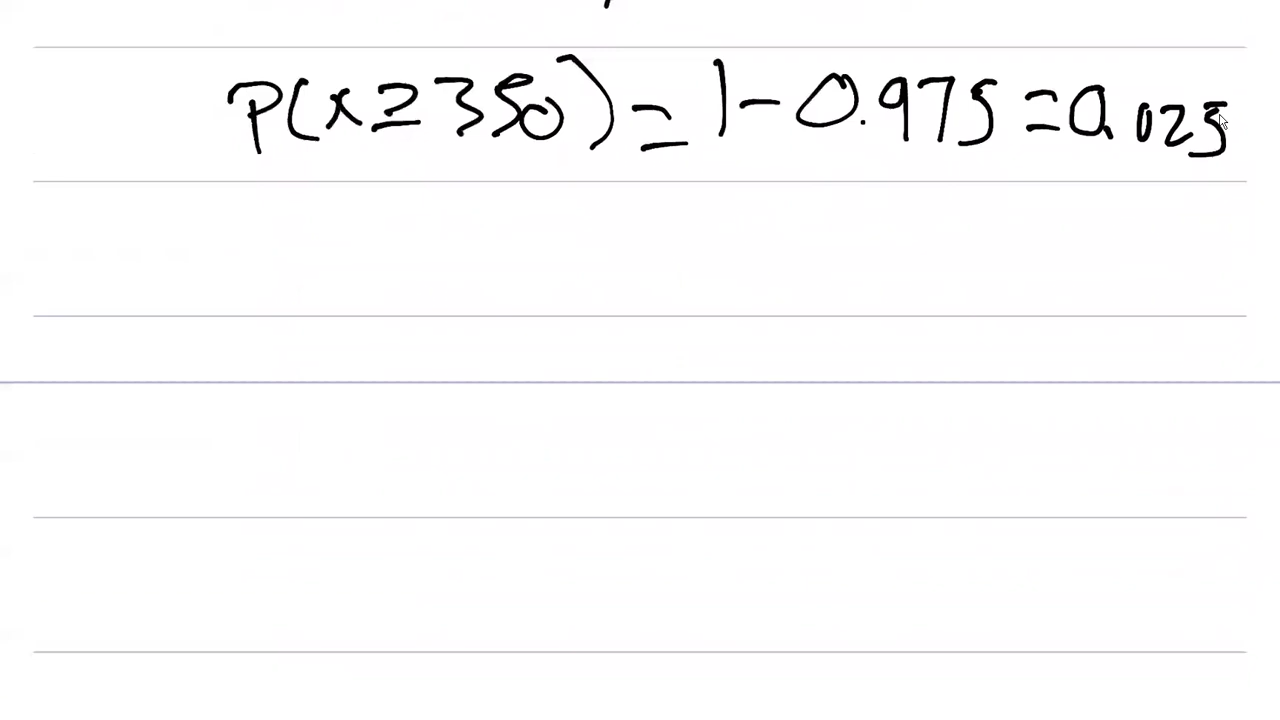 P(x ≥ 350) = 1 - 0.975 = 0.025